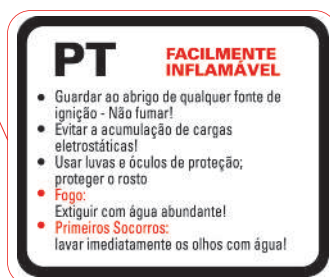 PT
FACILMENTE
INFLAMÁVEL
• Guardar ao abrigo de qualquer fonte de
ignição - Não fumar!
• Evitar a acumulação de cargas
eletrostáticas!
• Usar luvas e óculos de proteção;
proteger o rosto
• Fogo:
Extiguir com água abundante!
• Primeiros Socorros:
lavar imediatamente os olhos com água!